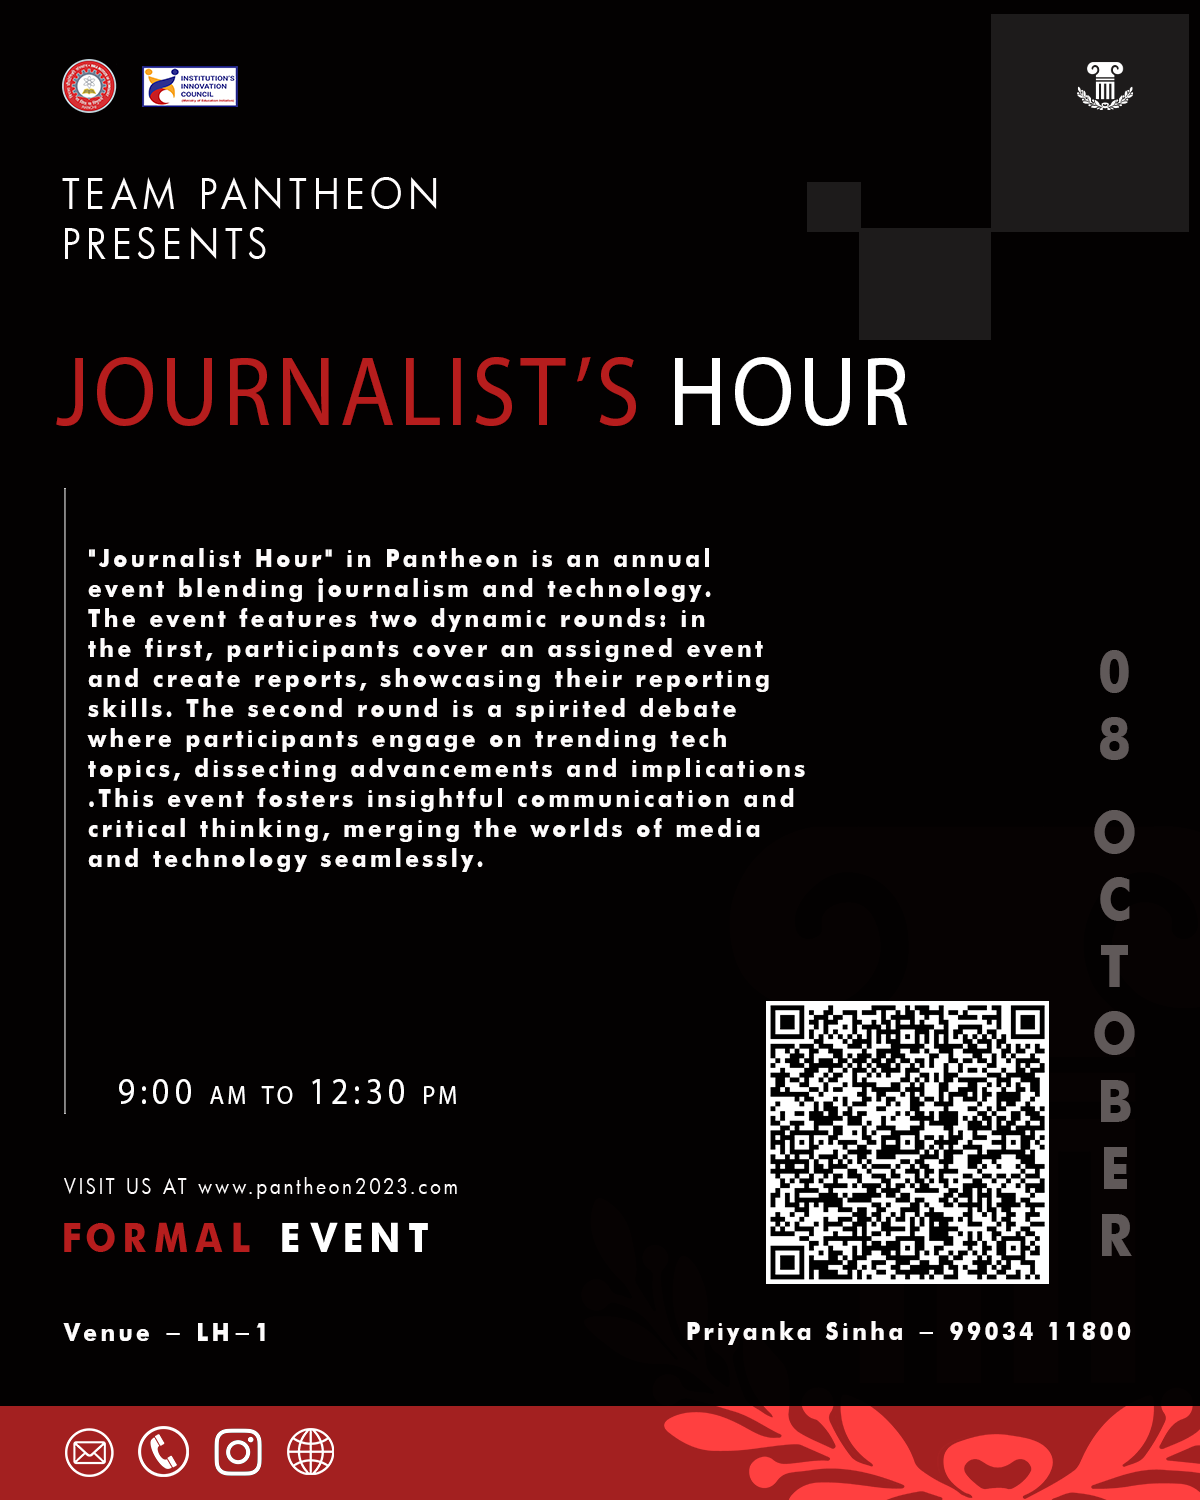 INSTITUTION'S
INNOVATION
COUNCIL
(Ministry of Education Initiative)
TEAM PANTHEON
PRESENTS
JOURNALIST’S HOUR
"Journalist Hour" in Pantheon is an annual
event blending journalism and technology.
The event features two dynamic rounds: in
the first, participants cover an assigned event
and create reports, showcasing their reporting
skills. The second round is a spirited debate
where participants engage on trending tech
topics, dissecting advancements and implications
.This event fosters insightful communication and
critical thinking, merging the worlds of media
and technology seamlessly.
08 OCTOBER
9:00 AM TO 12:30 PM
VISIT US AT www.pantheon2023.com
FORMAL EVENT
Venue – LH–1
Priyanka Sinha – 99034 11800